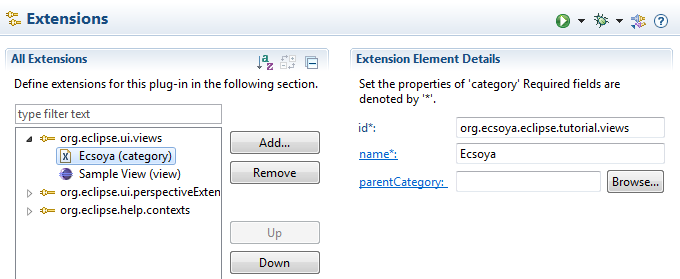 Extensions
All Extensions
Define extensions for this plug-in in the following section.
type filter text
org.eclipse.ui.views
Ecsoya (category)
Sample View (view)
org.eclipse.ui.perspectiveExten
org.eclipse.help.contexts
Add...
Remove
Up
Down
Extension Element Details
Set the properties of 'category' Required fields are
denoted by '*'.
id*: org.ecsoya.eclipse.tutorial.views
name*: Ecsoya
parentCategory: Browse...